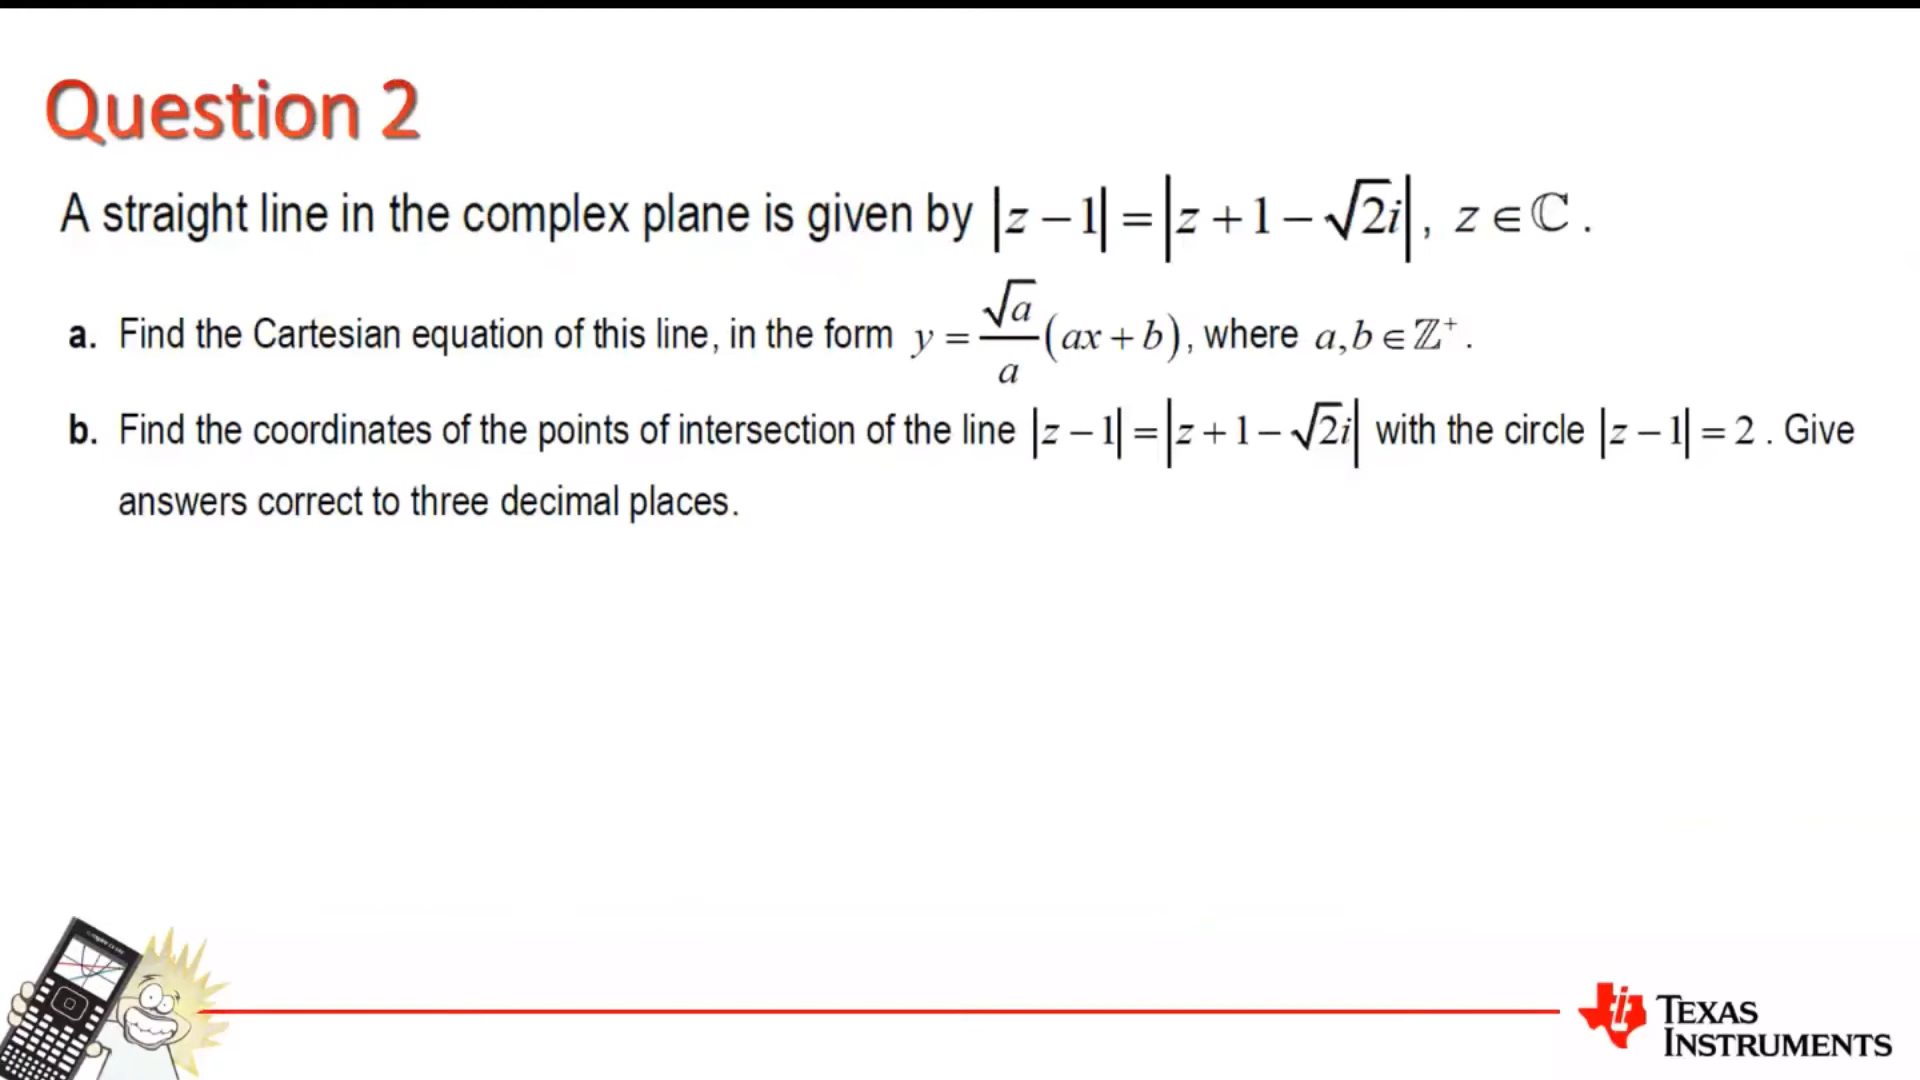 Question 2
A straight line in the complex plane is given by |z − 1| = |z + 1 − √2i|, z ∈ ℂ.
a. Find the Cartesian equation of this line, in the form y = √a/a (ax + b), where a, b ∈ ℤ⁺.
b. Find the coordinates of the points of intersection of the line |z − 1| = |z + 1 − √2i| with the circle |z − 1| = 2. Give
answers correct to three decimal places.
TEXAS
INSTRUMENTS